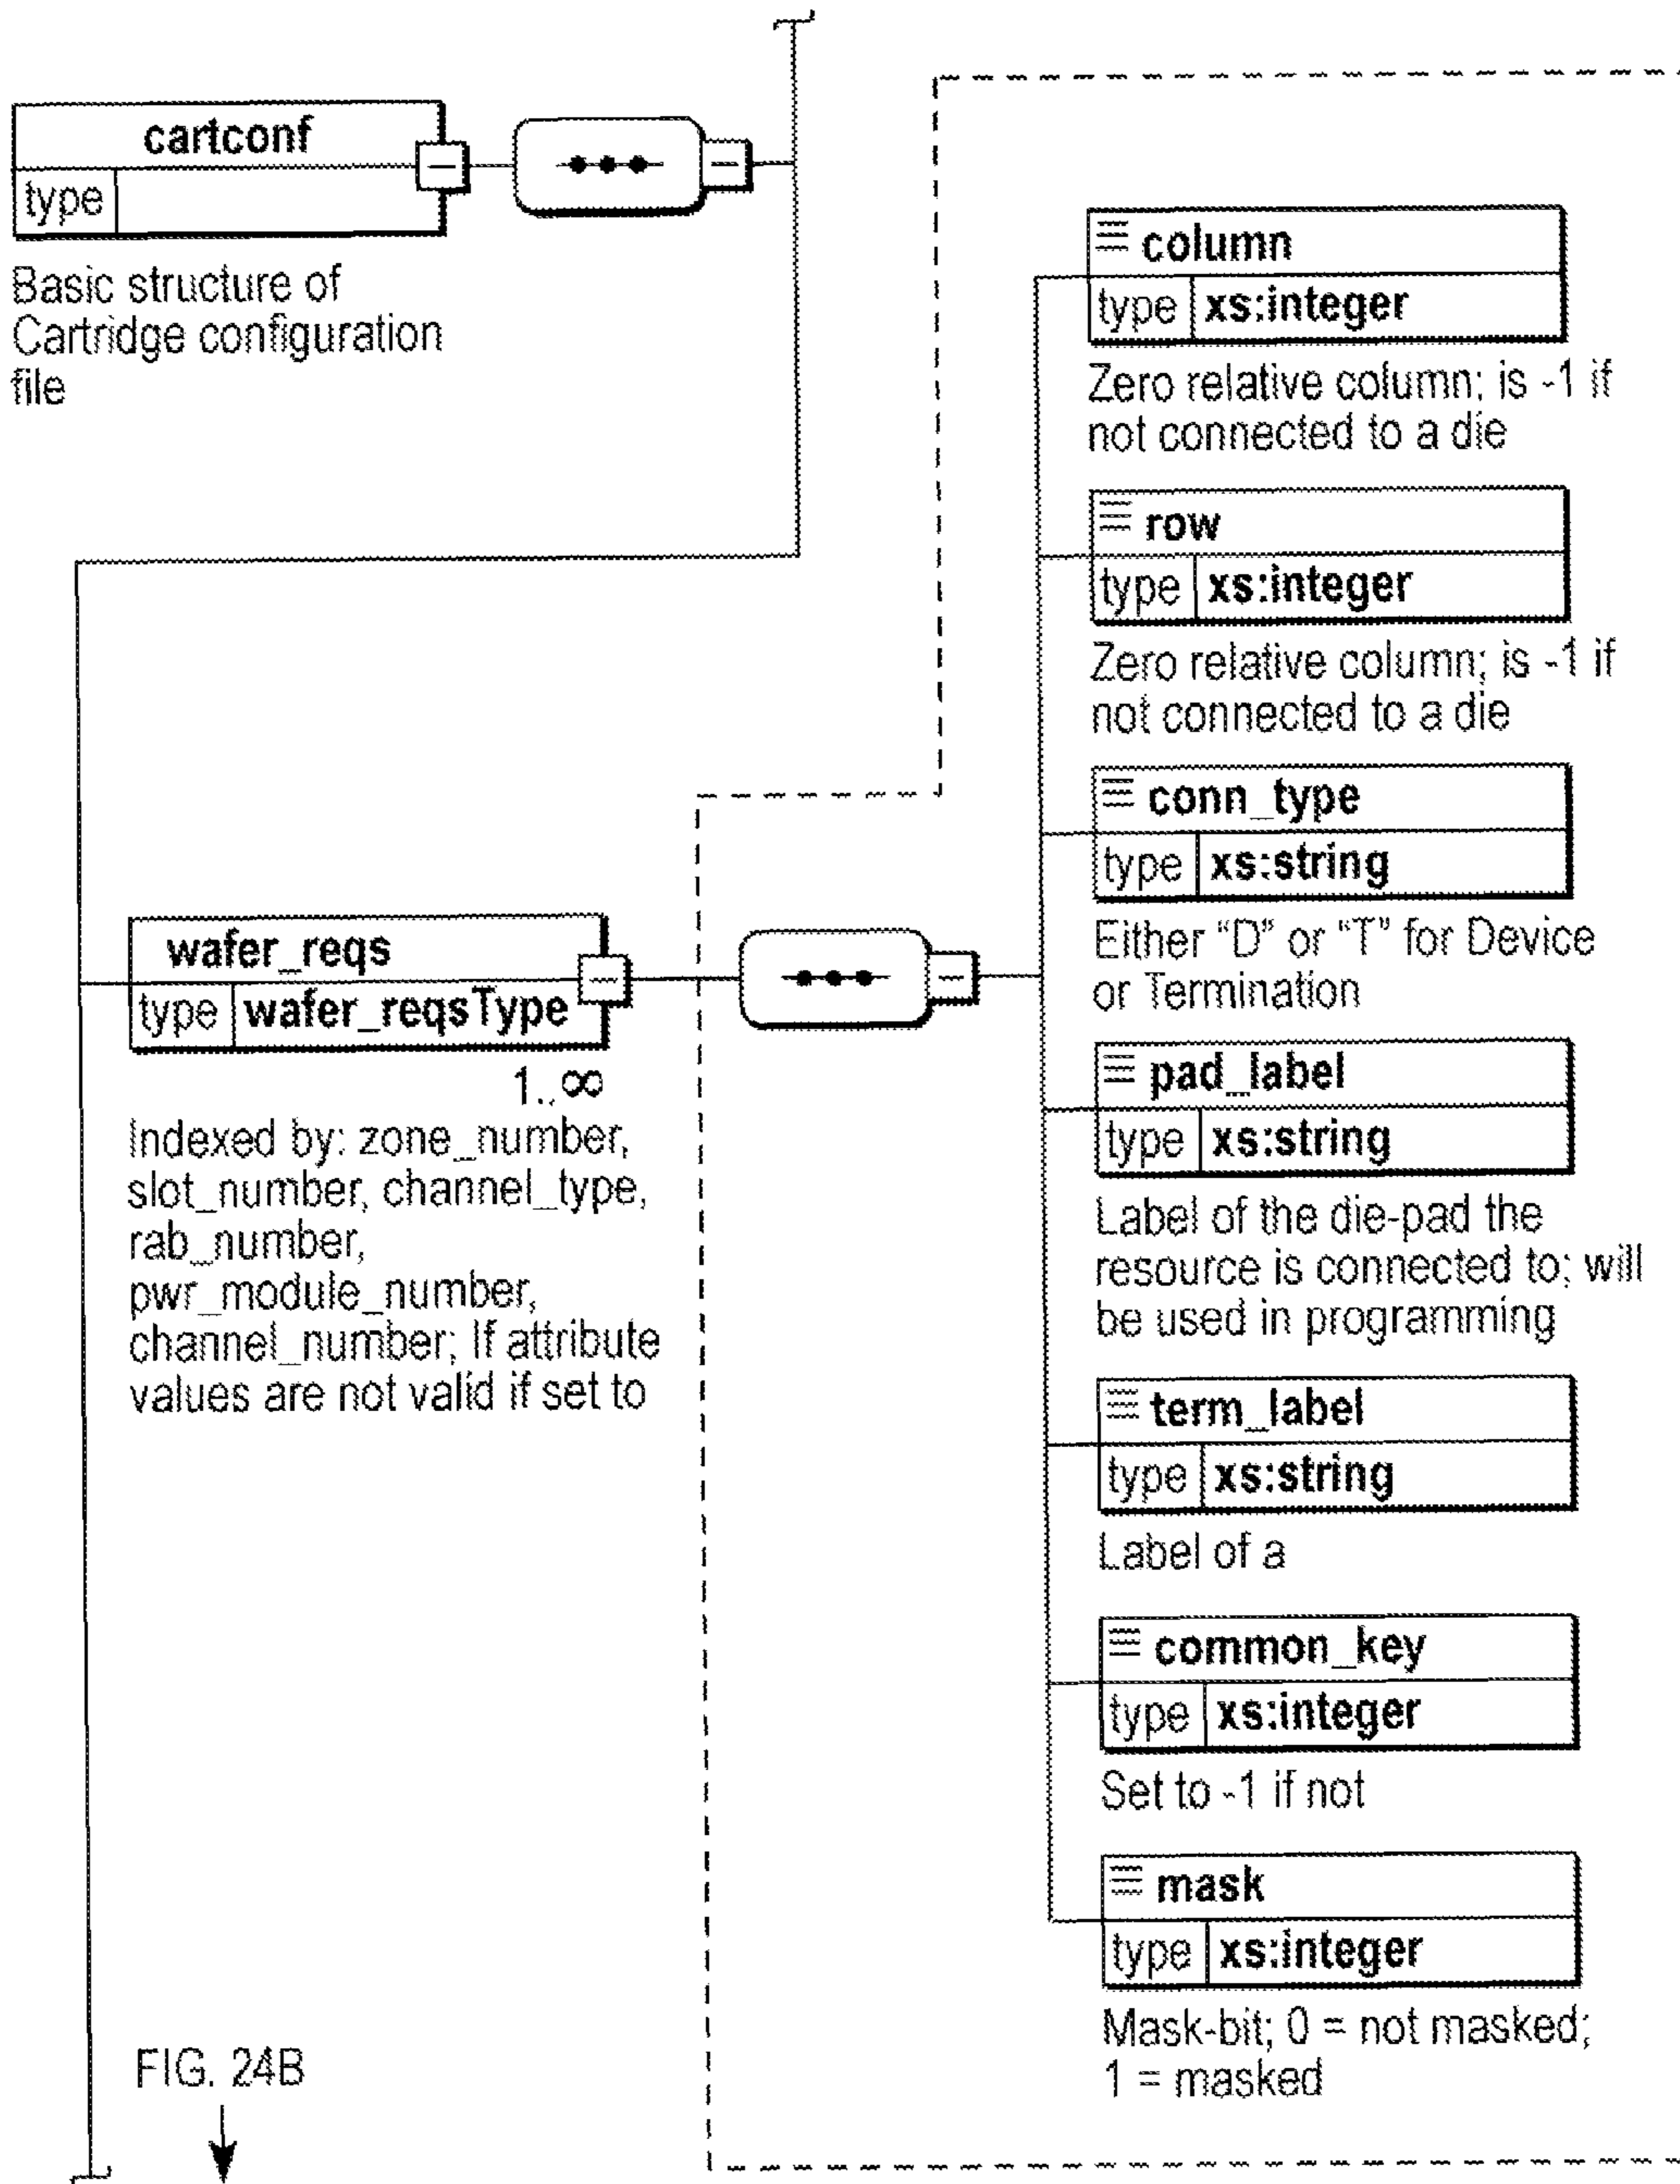 cartconf
type
Basic structure of
Cartridge configuration
file
column
type xs:integer
Zero relative column; is -1 if
not connected to a die
row
type xs:integer
Zero relative column; is -1 if
not connected to a die
conn_type
type xs:string
Either “D” or “T” for Device
or Termination
wafer_reqs
type wafer_reqsType
1..∞
Indexed by: zone_number,
slot_number, channel_type,
rab_number,
pwr_module_number,
channel_number; If attribute
values are not valid if set to
pad_label
type xs:string
Label of the die-pad the
resource is connected to; will
be used in programming
term_label
type xs:string
Label of a
common_key
type xs:integer
Set to -1 if not
mask
type xs:integer
Mask-bit; 0 = not masked;
1 = masked
FIG. 24B